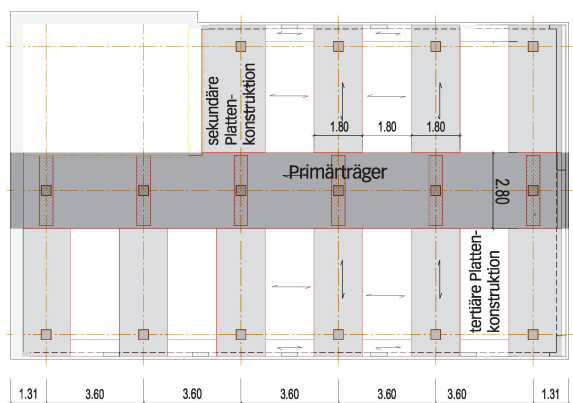 sekundäre
Platten-
konstruktion
1.80
1.80
1.80
Primärträger
2.80
tertiäre Platten-
konstruktion
1.31
3.60
3.60
3.60
3.60
3.60
1.31